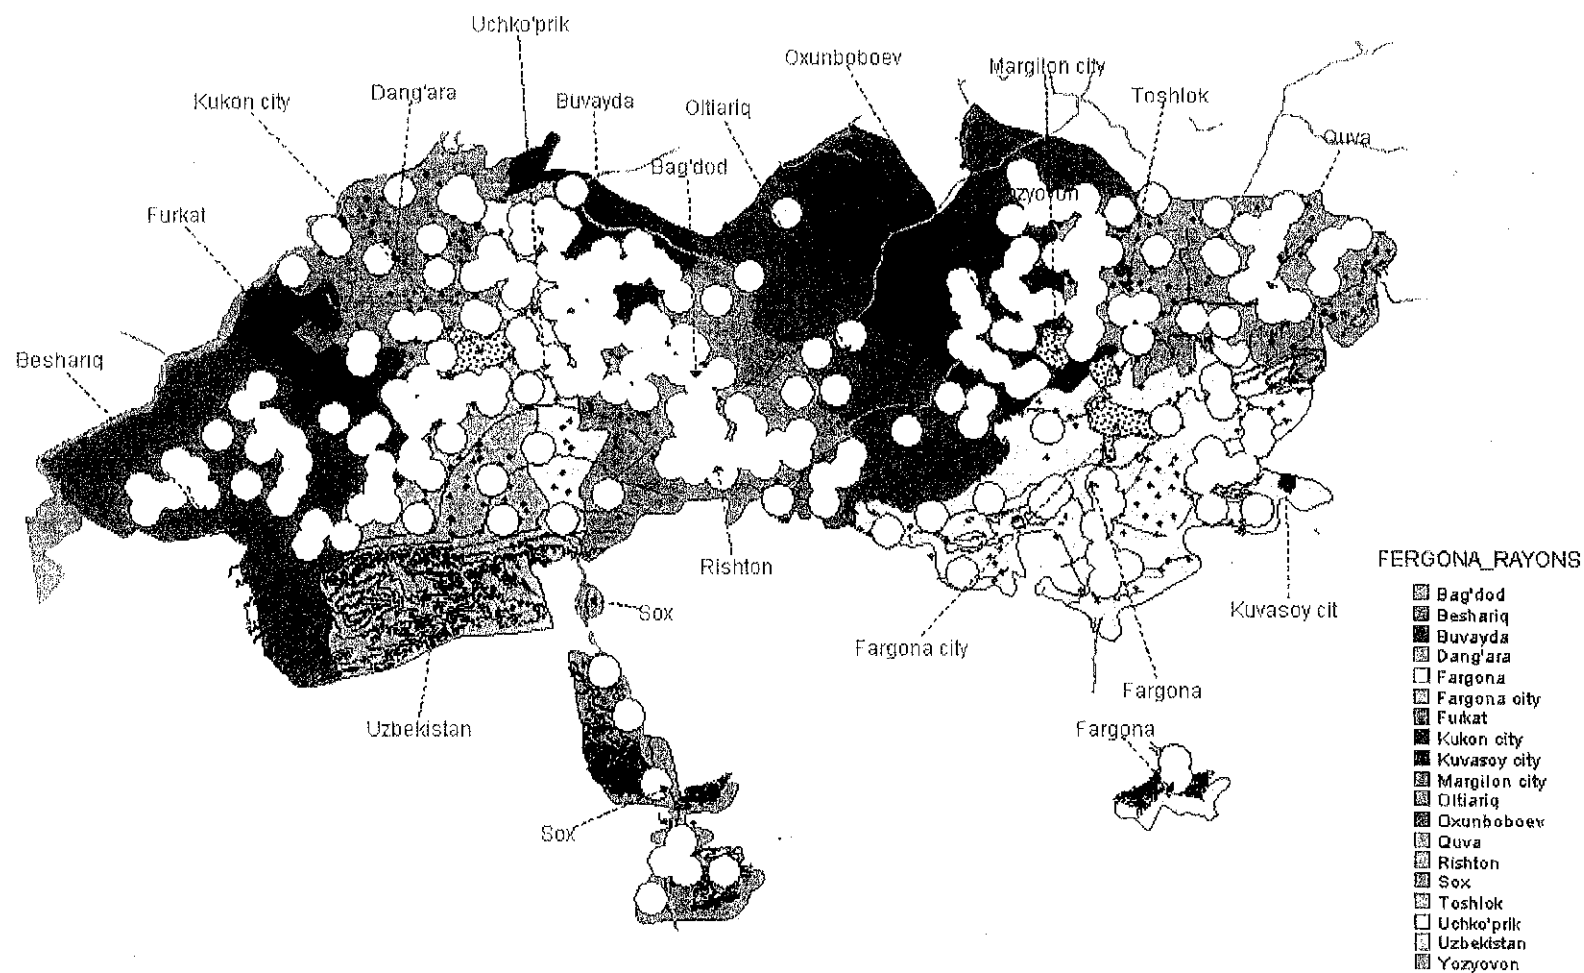 Uchko'prik
Oxunboboev
Margilon city
Kukon city
Dang'ara
Buvayda
Oltiariq
Toshlok
Quva
Bag'dod
Furkat
Beshariq
Rishton
Sox
Kuvasoy cit
Fargona city
Fargona
Uzbekistan
Fargona
Sox
FERGONA_RAYONS
Bag'dod
Beshariq
Buvayda
Dang'ara
Fargona
Fargona city
Furkat
Kukon city
Kuvasoy city
Margilon city
Oltiariq
Oxunboboev
Quva
Rishton
Sox
Toshlok
Uchko'prik
Uzbekistan
Yozyovon